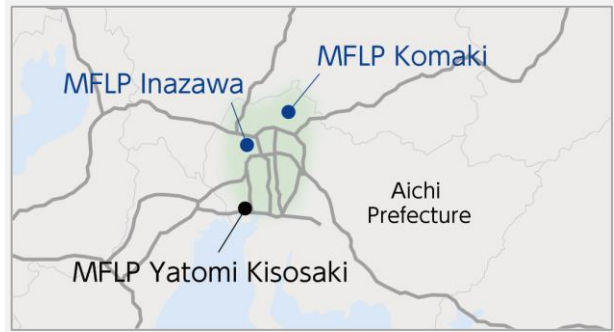 MFLP Komaki
MFLP Inazawa
Aichi
Prefecture
MFLP Yatomi Kisosaki